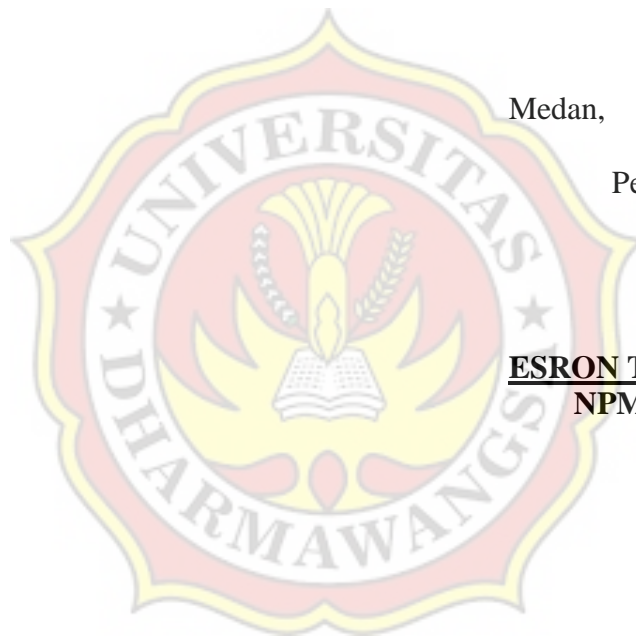 Medan,
Pe
ESRON T
NPM
UNIVERSITAS
DHARMAWANGSA